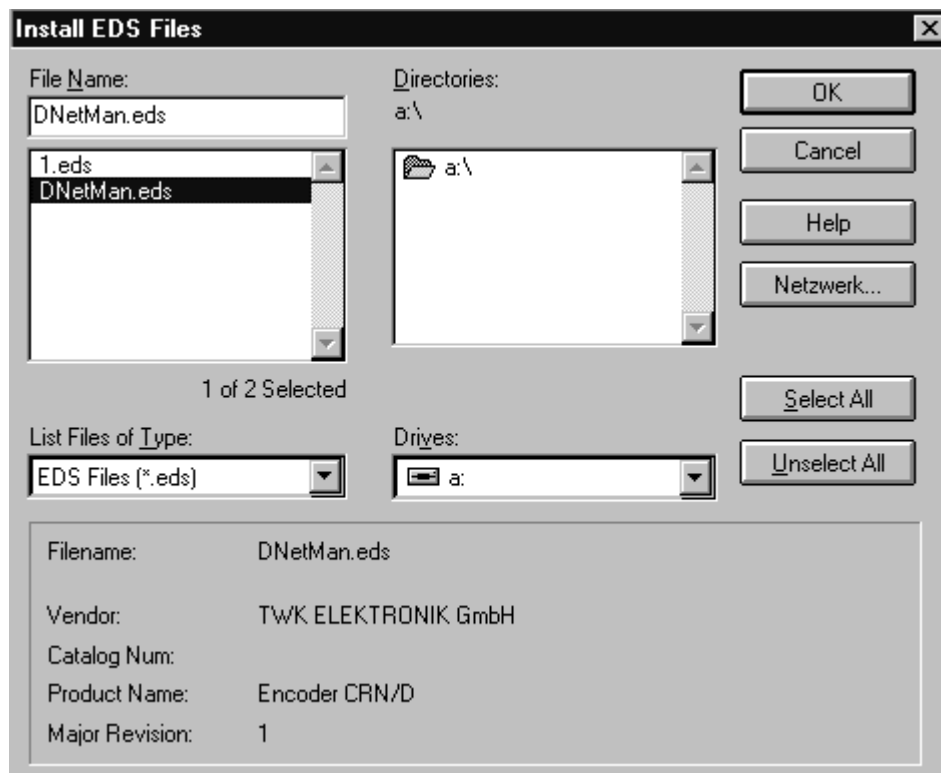 Install EDS Files
File Name:
DNetMan.eds
1.eds
DNetMan.eds
1 of 2 Selected
List Files of Type:
EDS Files (*.eds)
Directories:
a:\
a:\
Drives:
a:
OK
Cancel
Help
Netzwerk...
Select All
Unselect All
Filename: DNetMan.eds
Vendor: TWK ELEKTRONIK GmbH
Catalog Num:
Product Name: Encoder CRN/D
Major Revision: 1